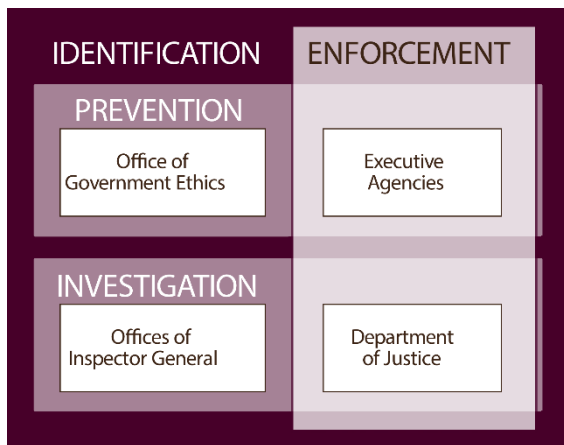 IDENTIFICATION
ENFORCEMENT
PREVENTION
Office of
Government Ethics
Executive
Agencies
INVESTIGATION
Offices of
Inspector General
Department
of Justice